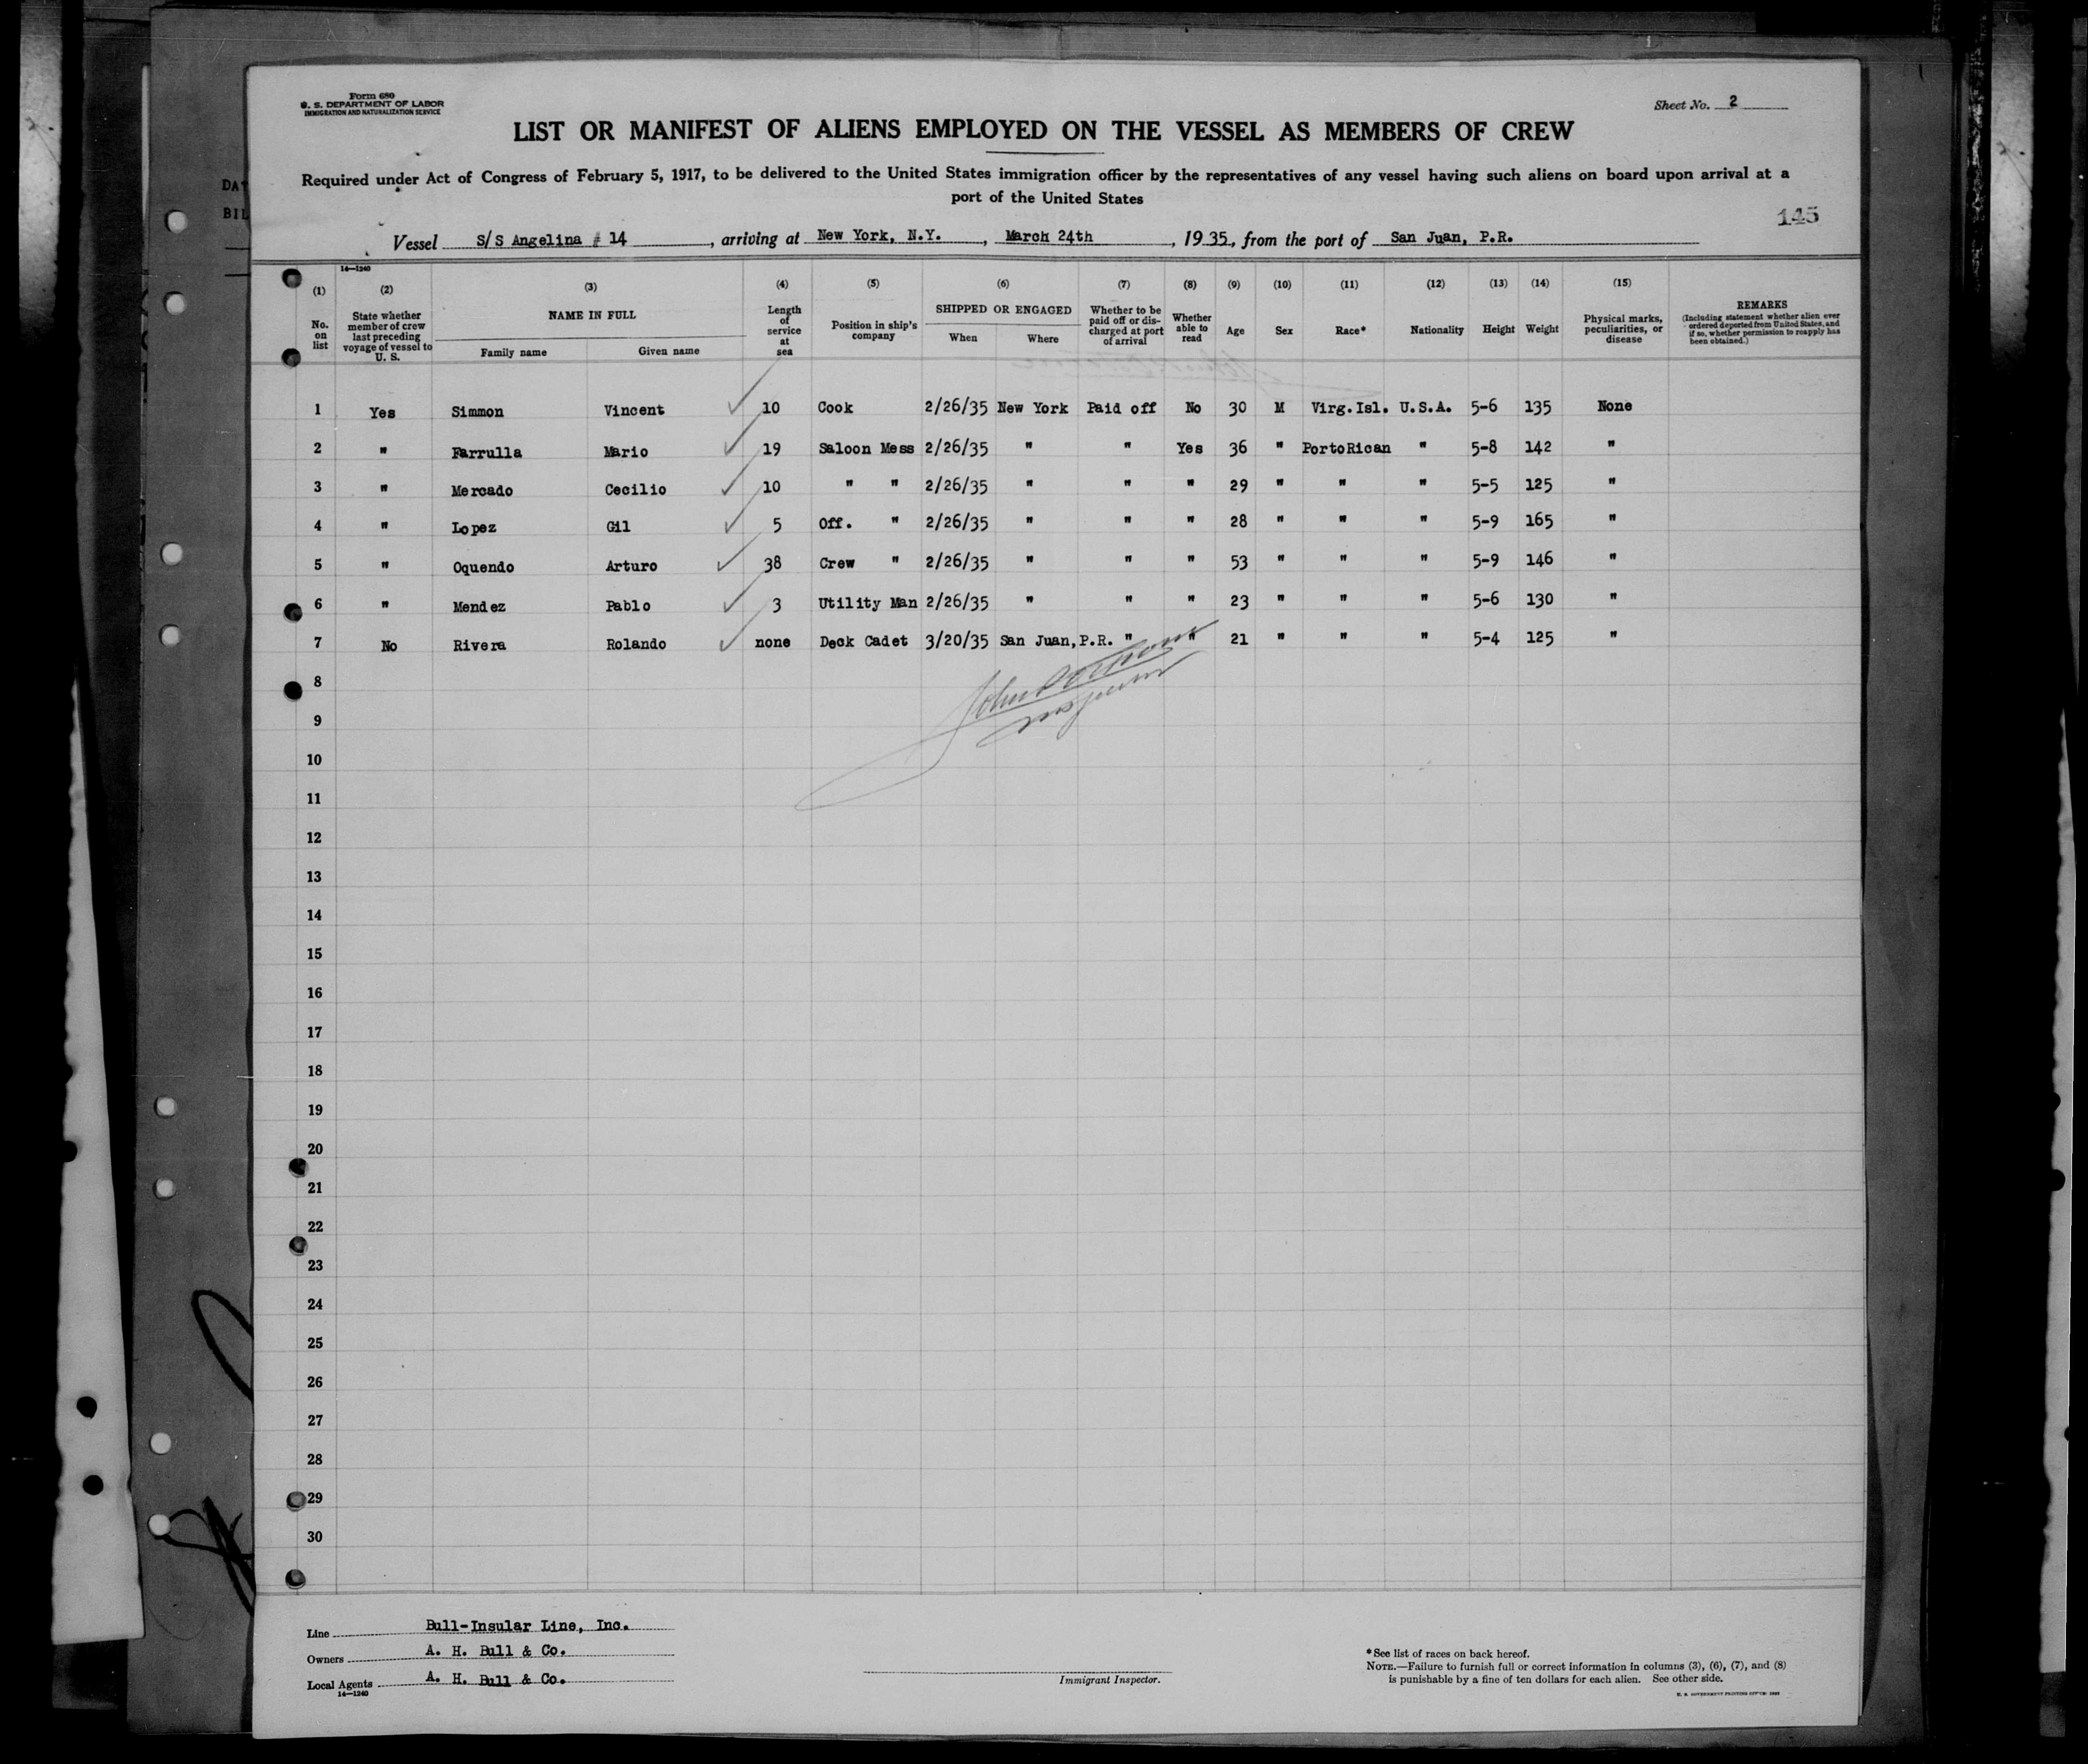 Form 680
U. S. DEPARTMENT OF LABOR
IMMIGRATION AND NATURALIZATION SERVICE
Sheet No. 2
LIST OR MANIFEST OF ALIENS EMPLOYED ON THE VESSEL AS MEMBERS OF CREW
Required under Act of Congress of February 5, 1917, to be delivered to the United States immigration officer by the representatives of any vessel having such aliens on board upon arrival at a
port of the United States
145
Vessel S/S Angelina # 14, arriving at New York, N.Y., March 24th, 1935, from the port of San Juan, P.R.
14—1240
(1) (2) (3) (4) (5) (6) (7) (8) (9) (10) (11) (12) (13) (14) (15)
No. on list
State whether member of crew last preceding voyage of vessel to U. S.
NAME IN FULL
Family name Given name
Length of service at sea
Position in ship's company
SHIPPED OR ENGAGED
When Where
Whether to be paid off or discharged at port of arrival
Whether able to read
Age
Sex
Race*
Nationality
Height
Weight
Physical marks, peculiarities, or disease
REMARKS
(Including statement whether alien ever ordered deported from United States, and if so, whether permission to reapply has been obtained.)
1 Yes Simmon Vincent 10 Cook 2/26/35 New York Paid off No 30 M Virg.Isl. U.S.A. 5-6 135 None
2 " Farrulla Mario 19 Saloon Mess 2/26/35 " " Yes 36 " PortoRican " 5-8 142 "
3 " Mercado Cecilio 10 " " 2/26/35 " " " 29 " " " 5-5 125 "
4 " Lopez Gil 5 Off. " 2/26/35 " " " 28 " " " 5-9 165 "
5 " Oquendo Arturo 38 Crew " 2/26/35 " " " 53 " " " 5-9 146 "
6 " Mendez Pablo 3 Utility Man 2/26/35 " " " 23 " " " 5-6 130 "
7 No Rivera Rolando none Deck Cadet 3/20/35 San Juan,P.R. " " 21 " " " 5-4 125 "
8
9
10
11
12
13
14
15
16
17
18
19
20
21
22
23
24
25
26
27
28
29
30
Line Bull-Insular Line, Inc.
Owners A. H. Bull & Co.
Local Agents A. H. Bull & Co.
14—1240
Immigrant Inspector.
* See list of races on back hereof.
NOTE.—Failure to furnish full or correct information in columns (3), (6), (7), and (8)
is punishable by a fine of ten dollars for each alien. See other side.